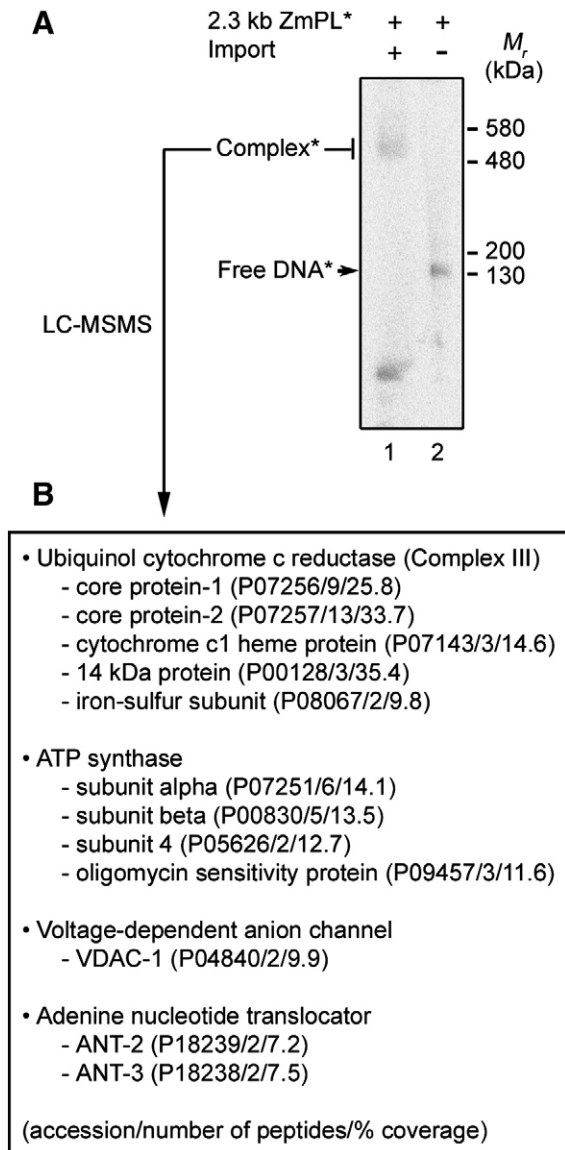 A
2.3 kb ZmPL* + +
Import + –
Mr
(kDa)
Complex*
580
480
200
130
Free DNA*
LC-MSMS
1 2
B
• Ubiquinol cytochrome c reductase (Complex III)
- core protein-1 (P07256/9/25.8)
- core protein-2 (P07257/13/33.7)
- cytochrome c1 heme protein (P07143/3/14.6)
- 14 kDa protein (P00128/3/35.4)
- iron-sulfur subunit (P08067/2/9.8)
• ATP synthase
- subunit alpha (P07251/6/14.1)
- subunit beta (P00830/5/13.5)
- subunit 4 (P05626/2/12.7)
- oligomycin sensitivity protein (P09457/3/11.6)
• Voltage-dependent anion channel
- VDAC-1 (P04840/2/9.9)
• Adenine nucleotide translocator
- ANT-2 (P18239/2/7.2)
- ANT-3 (P18238/2/7.5)
(accession/number of peptides/% coverage)